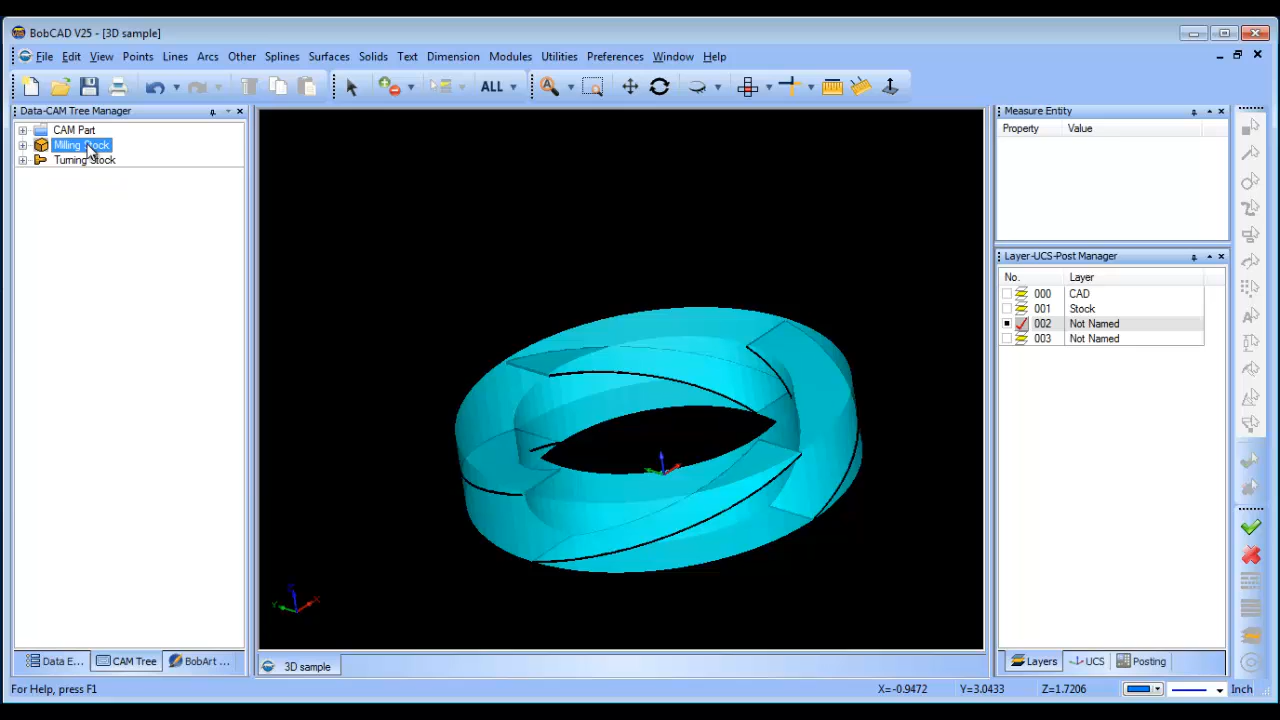 BobCAD V25 - [3D sample]
File Edit View Points Lines Arcs Other Splines Surfaces Solids Text Dimension Modules Utilities Preferences Window Help
ALL
Data-CAM Tree Manager
CAM Part
Milling Stock
Turning Stock
Measure Entity
Property Value
Layer-UCS-Post Manager
No. Layer
000 CAD
001 Stock
002 Not Named
003 Not Named
Z
Y X
Data E... CAM Tree BobArt ...
3D sample
Layers UCS Posting
For Help, press F1
X=-0.9472 Y=3.0433 Z=1.7206 Inch